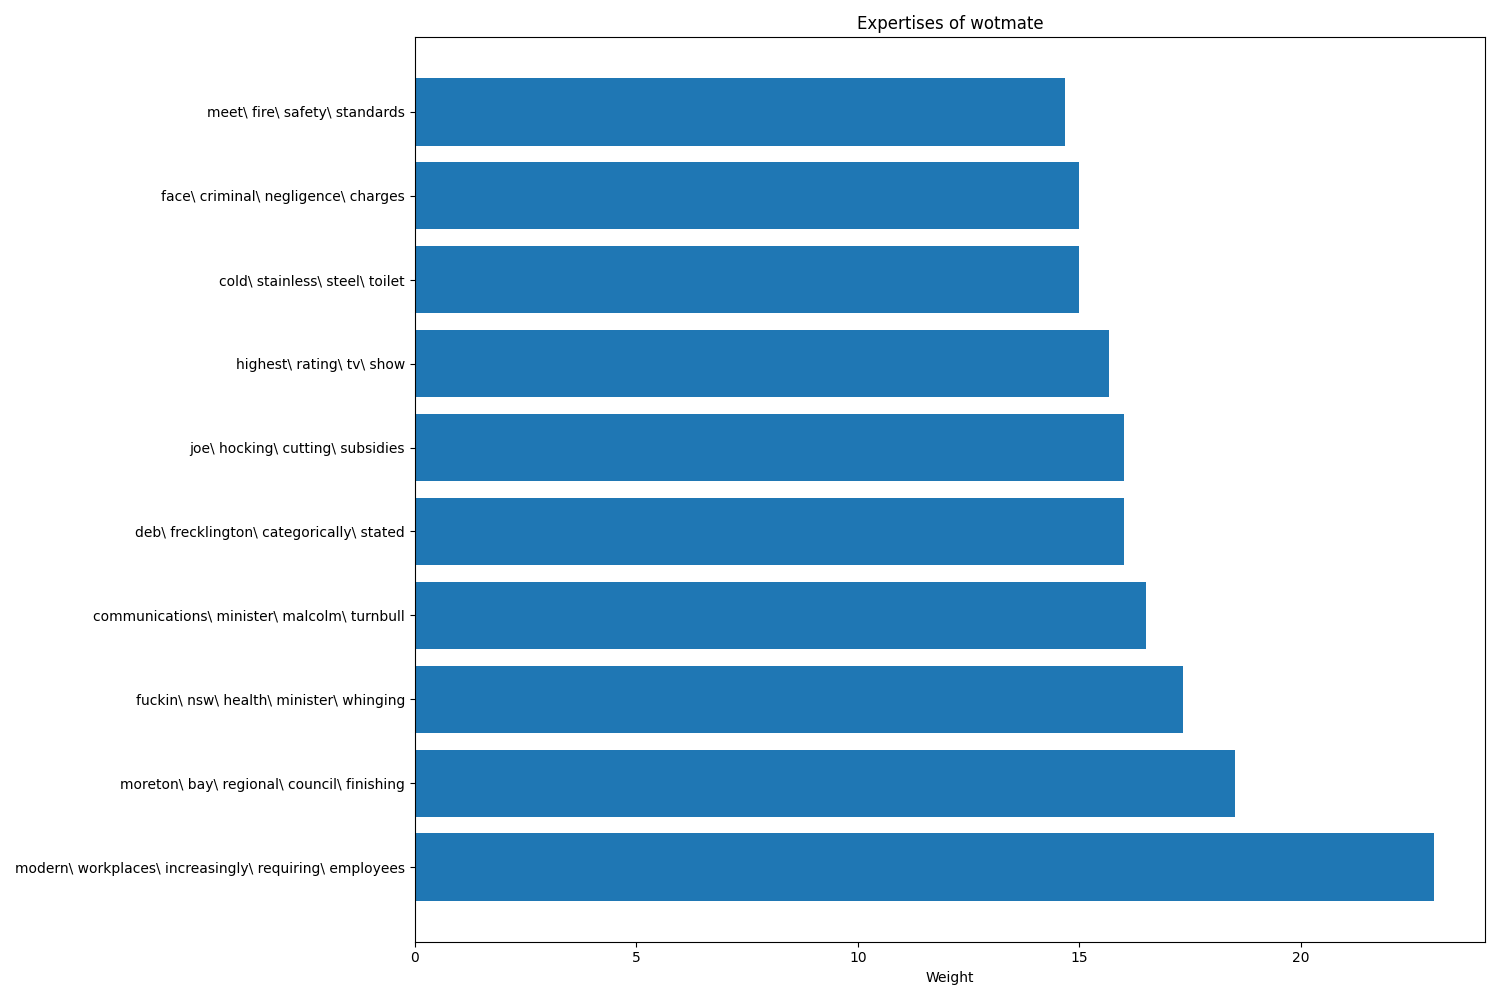 Expertises of wotmate
meet\ fire\ safety\ standards
face\ criminal\ negligence\ charges
cold\ stainless\ steel\ toilet
highest\ rating\ tv\ show
joe\ hocking\ cutting\ subsidies
deb\ frecklington\ categorically\ stated
communications\ minister\ malcolm\ turnbull
fuckin\ nsw\ health\ minister\ whinging
moreton\ bay\ regional\ council\ finishing
modern\ workplaces\ increasingly\ requiring\ employees
0 5 10 15 20
Weight